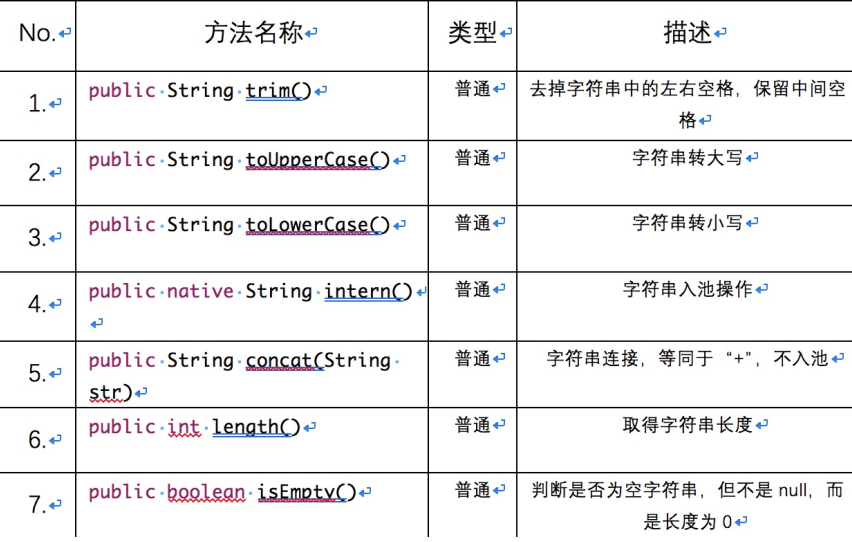 No. 方法名称 类型 描述
1. public String trim() 普通 去掉字符串中的左右空格，保留中间空
格
2. public String toUpperCase() 普通 字符串转大写
3. public String toLowerCase() 普通 字符串转小写
4. public native String intern() 普通 字符串入池操作
5. public String concat(String 普通 字符串连接，等同于 “+”，不入池
str)
6. public int length() 普通 取得字符串长度
7. public boolean isEmpty() 普通 判断是否为空字符串，但不是 null，而
是长度为 0